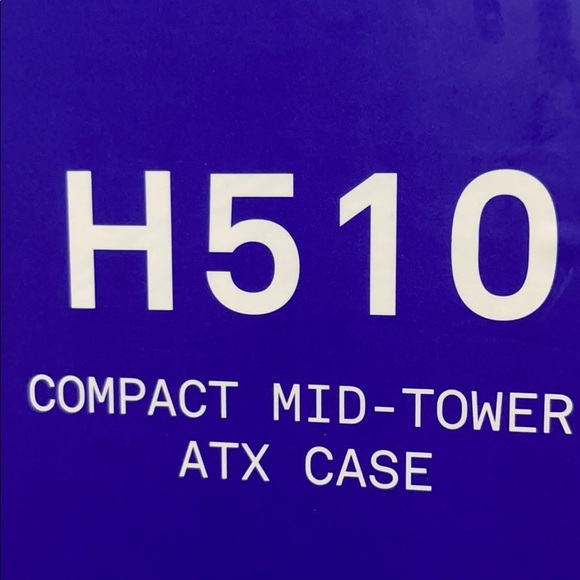 H510
COMPACT MID-TOWER
ATX CASE